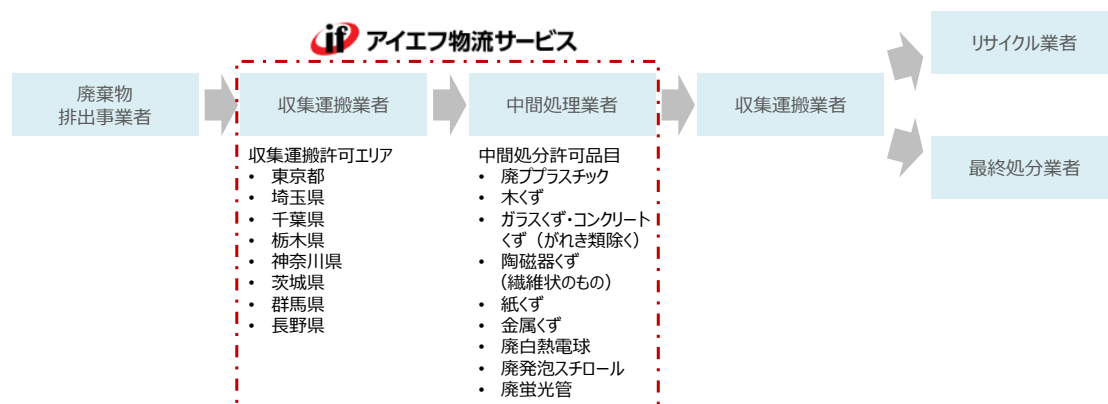 if アイエフ物流サービス
廃棄物
排出事業者
収集運搬業者
中間処理業者
収集運搬業者
リサイクル業者
最終処分業者
収集運搬許可エリア
• 東京都
• 埼玉県
• 千葉県
• 栃木県
• 神奈川県
• 茨城県
• 群馬県
• 長野県
中間処分許可品目
• 廃ププラスチック
• 木くず
• ガラスくず・コンクリート
くず（がれき類除く）
• 陶磁器くず
（繊維状のもの）
• 紙くず
• 金属くず
• 廃白熱電球
• 廃発泡スチロール
• 廃蛍光管